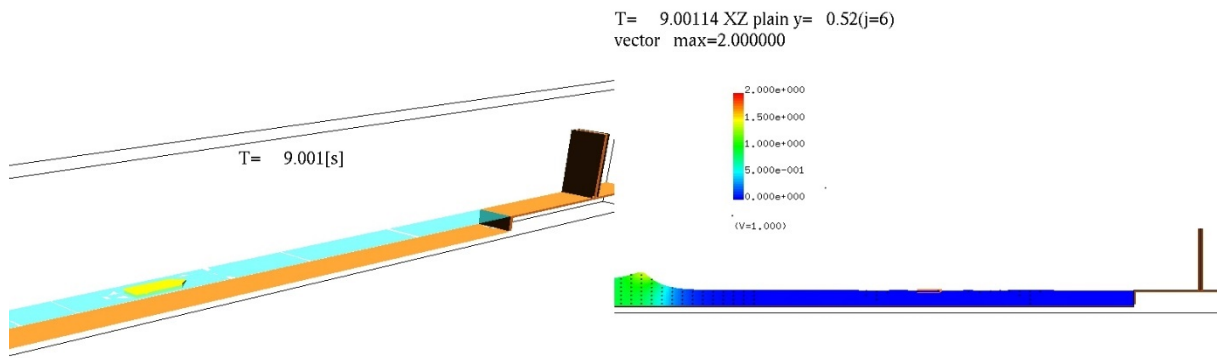 T= 9.00114 XZ plain y= 0.52(j=6)
vector max=2.000000
2.000e+000
1.500e+000
1.000e+000
5.000e-001
0.000e+000
(V=1.000)
T= 9.001[s]